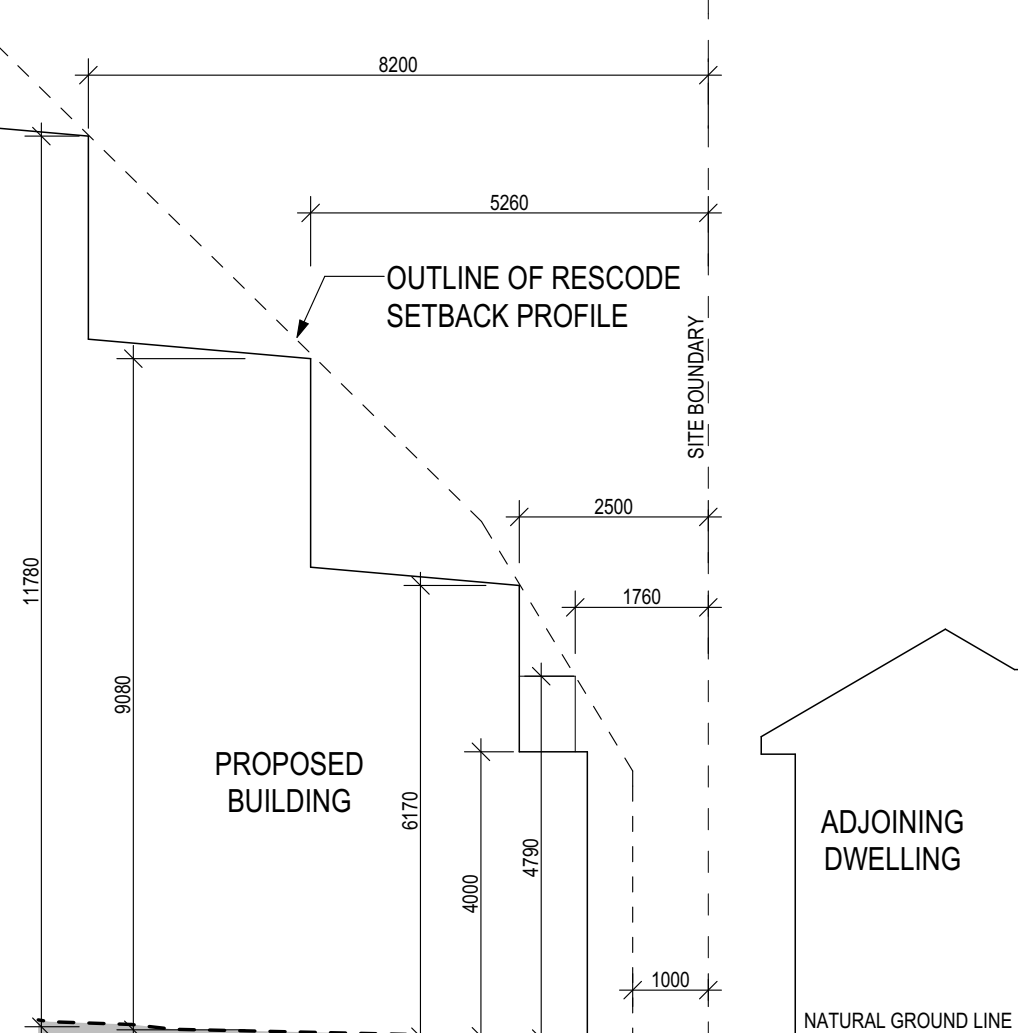 8200
5260
OUTLINE OF RESCODE
SETBACK PROFILE
SITE BOUNDARY
2500
1760
11780
9080
PROPOSED
BUILDING
6170
4790
4000
ADJOINING
DWELLING
1000
NATURAL GROUND LINE